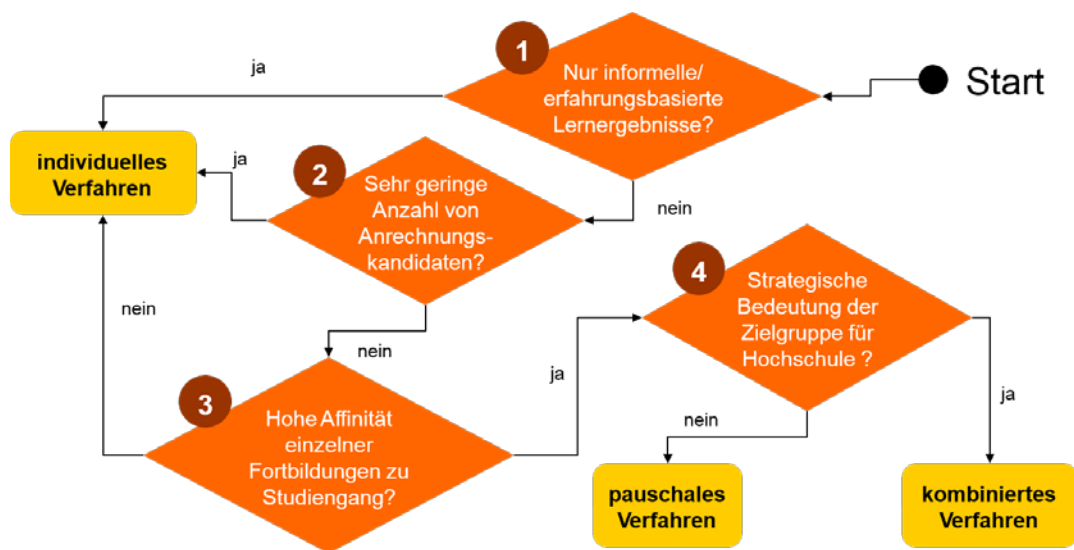 1
Nur informelle/
erfahrungsbasierte
Lernergebnisse?
Start
ja
individuelles
Verfahren
ja
2
Sehr geringe
Anzahl von
Anrechnungs-
kandidaten?
nein
nein
nein
3
Hohe Affinität
einzelner
Fortbildungen zu
Studiengang?
ja
4
Strategische
Bedeutung der
Zielgruppe für
Hochschule ?
nein
ja
pauschales
Verfahren
kombiniertes
Verfahren